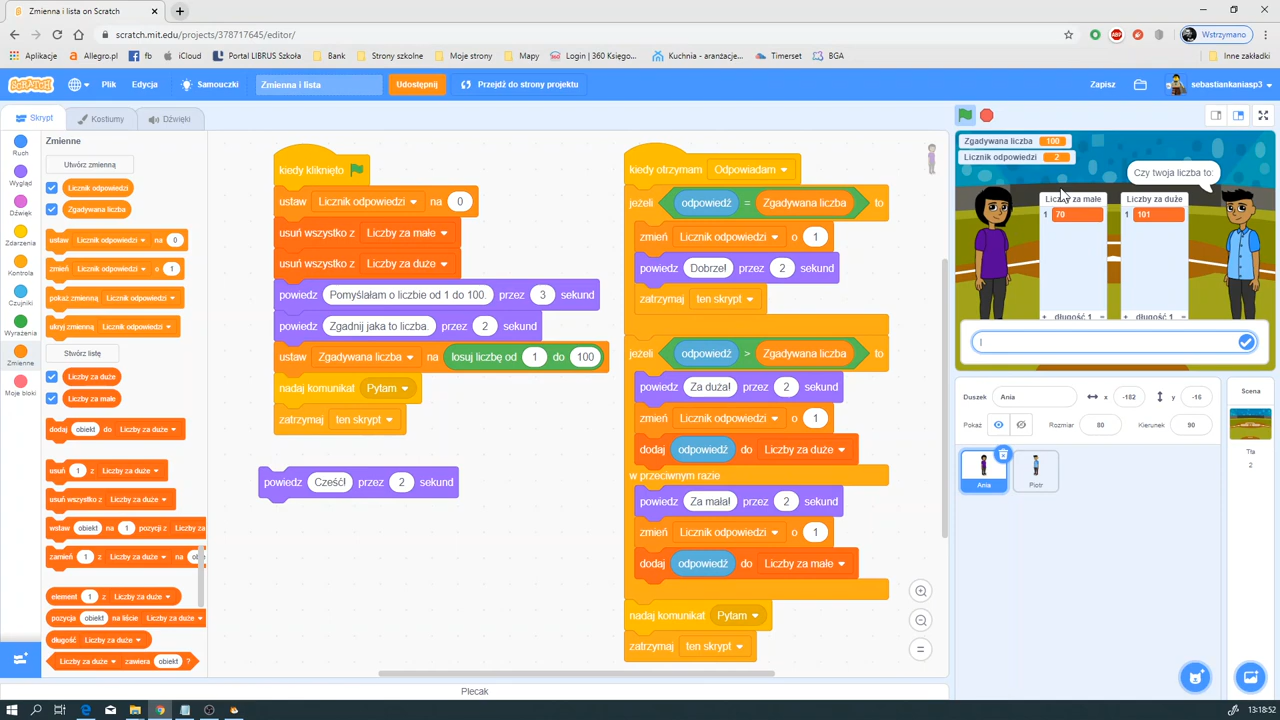 Zmienna i lista w Scratch
scratch.mit.edu/projects/378717645/editor/
Wstrzymano
Aplikacje
Allegro.pl
iCloud
Portal LIBRUS Szkoła
Bank
Strony szkolne
Moje strony
Mapy
Login | 360 Księgo...
Kuchnia - aranżacje...
Timerset
BGA
Inne zakładki
SCRATCH
Plik
Edycja
Samouczki
Zmienna i lista
Udostępnij
Przejdź do strony projektu
Zapisz
sebastiankaniasp3
Skrypt
Kostiumy
Dźwięki
Ruch
Wygląd
Dźwięk
Zdarzenia
Kontrola
Czujniki
Wyrażenia
Zmienne
Moje bloki
Zmienne
Utwórz zmienną
Licznik odpowiedzi
Zgadywana liczba
ustaw Licznik odpowiedzi na 0
zmień Licznik odpowiedzi o 1
pokaż zmienną Licznik odpowiedzi
ukryj zmienną Licznik odpowiedzi
Stwórz listę
Liczby za duże
Liczby za małe
dodaj obiekt do Liczby za duże
usuń 1 z Liczby za duże
usuń wszystko z Liczby za duże
wstaw obiekt na 1 pozycji z Liczby za
zamień 1 z Liczby za duże na
element 1 z Liczby za duże
pozycja obiekt na liście Liczby za duże
długość Liczby za duże
Liczby za duże zawiera obiekt ?
kiedy kliknięto
ustaw Licznik odpowiedzi na 0
usuń wszystko z Liczby za małe
usuń wszystko z Liczby za duże
powiedz Pomyślałam o liczbie od 1 do 100. przez 3 sekund
powiedz Zgadnij jaka to liczba. przez 2 sekund
ustaw Zgadywana liczba na losuj liczbę od 1 do 100
nadaj komunikat Pytam
zatrzymaj ten skrypt
powiedz Cześć! przez 2 sekund
kiedy otrzymam Odpowiadam
jeżeli odpowiedź = Zgadywana liczba to
zmień Licznik odpowiedzi o 1
powiedz Dobrze! przez 2 sekund
zatrzymaj ten skrypt
jeżeli odpowiedź > Zgadywana liczba to
powiedz Za duża! przez 2 sekund
zmień Licznik odpowiedzi o 1
dodaj odpowiedź do Liczby za duże
w przeciwnym razie
powiedz Za mała! przez 2 sekund
zmień Licznik odpowiedzi o 1
dodaj odpowiedź do Liczby za małe
nadaj komunikat Pytam
zatrzymaj ten skrypt
Zgadywana liczba 100
Licznik odpowiedzi 2
Czy twoja liczba to:
Liczby za małe
1 70
+ długość 1 =
Liczby za duże
1 101
+ długość 1 =
Duszek
Ania
x -182
y -16
Pokaż
Rozmiar 80
Kierunek 90
Ania
Piotr
Scena
Tła
2
Plecak
13:18:52